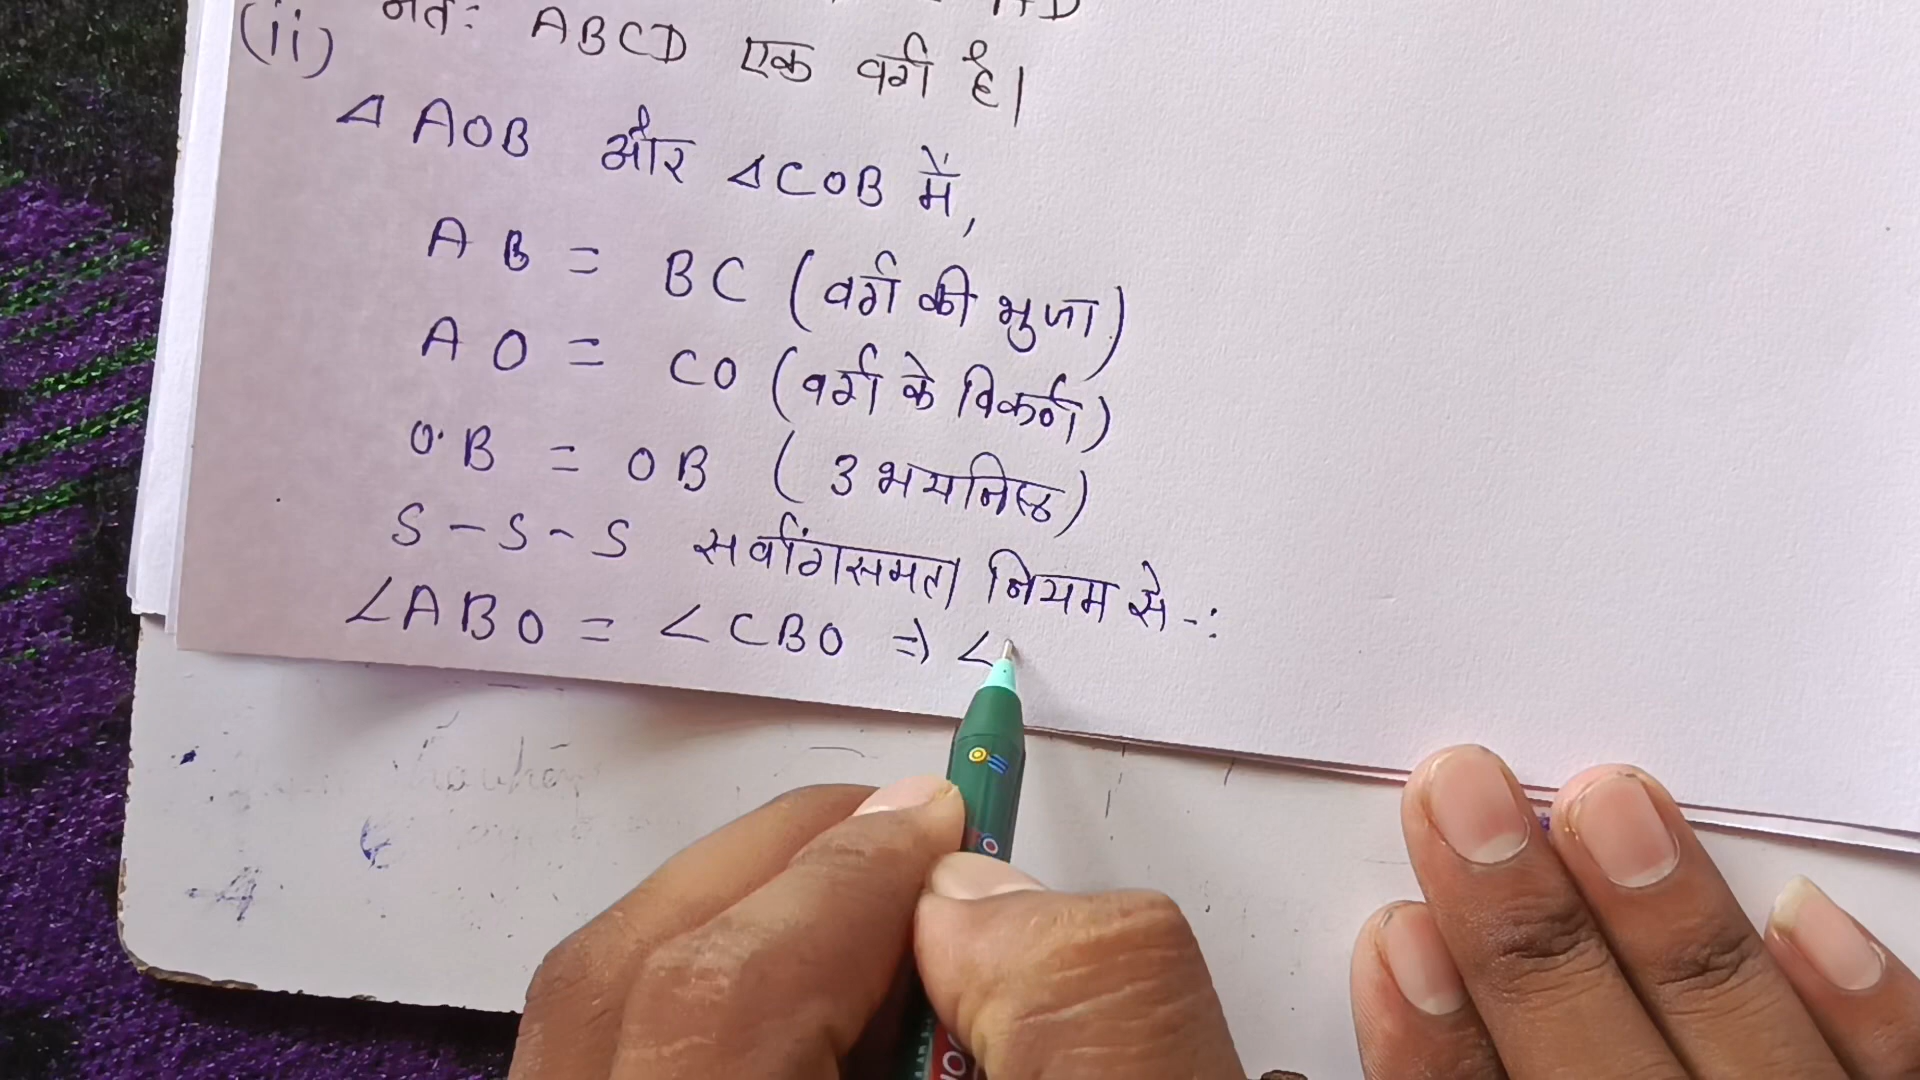 (ii) अतः ABCD एक वर्ग है।
△ AOB और △COB में,
AB = BC (वर्ग की भुजा)
AO = CO (वर्ग के विकर्ण)
OB = OB (उभयनिष्ठ)
S-S-S सर्वांगसमता नियम से -:
∠ABO = ∠CBO ⇒ ∠